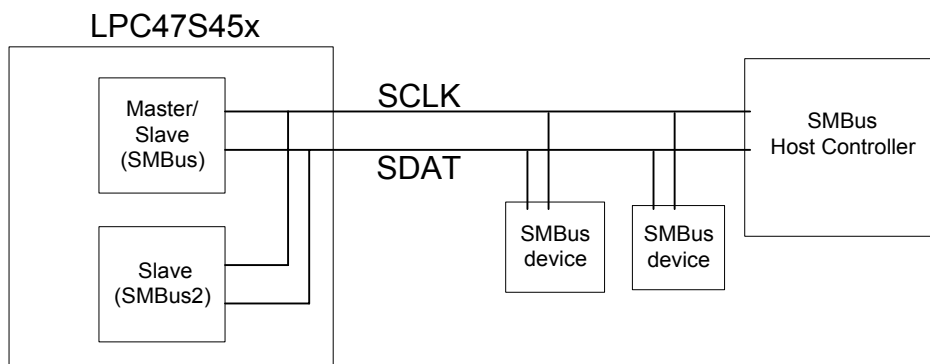 LPC47S45x
Master/
Slave
(SMBus)
SCLK
SDAT
SMBus
Host Controller
Slave
(SMBus2)
SMBus
device
SMBus
device